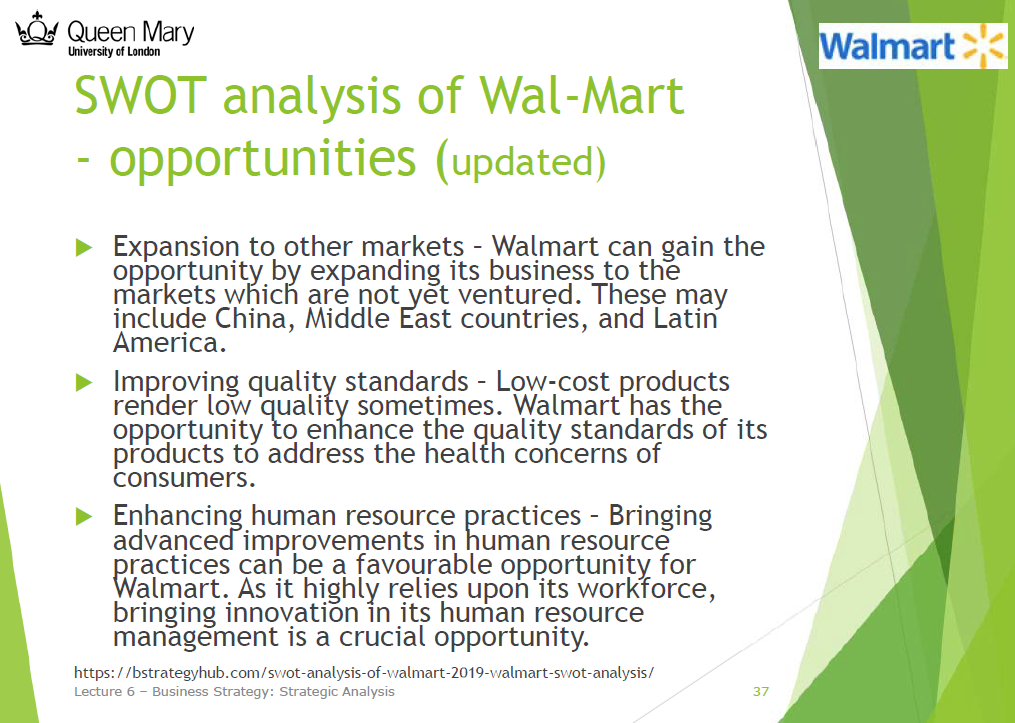 Queen Mary
University of London
Walmart
SWOT analysis of Wal-Mart
- opportunities (updated)
Expansion to other markets – Walmart can gain the
opportunity by expanding its business to the
markets which are not yet ventured. These may
include China, Middle East countries, and Latin
America.
Improving quality standards – Low-cost products
render low quality sometimes. Walmart has the
opportunity to enhance the quality standards of its
products to address the health concerns of
consumers.
Enhancing human resource practices – Bringing
advanced improvements in human resource
practices can be a favourable opportunity for
Walmart. As it highly relies upon its workforce,
bringing innovation in its human resource
management is a crucial opportunity.
https://bstrategyhub.com/swot-analysis-of-walmart-2019-walmart-swot-analysis/
Lecture 6 – Business Strategy: Strategic Analysis
37